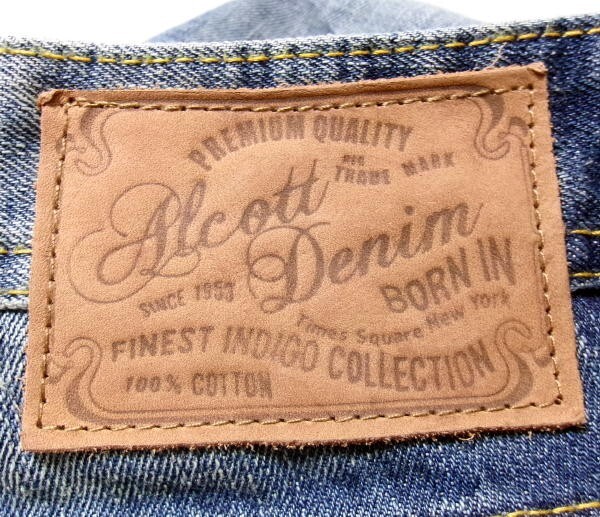 PREMIUM QUALITY
REG TRADE MARK
Alcott
Denim
SINCE 1953
BORN IN
Times Square New York
FINEST INDIGO COLLECTION
100% COTTON